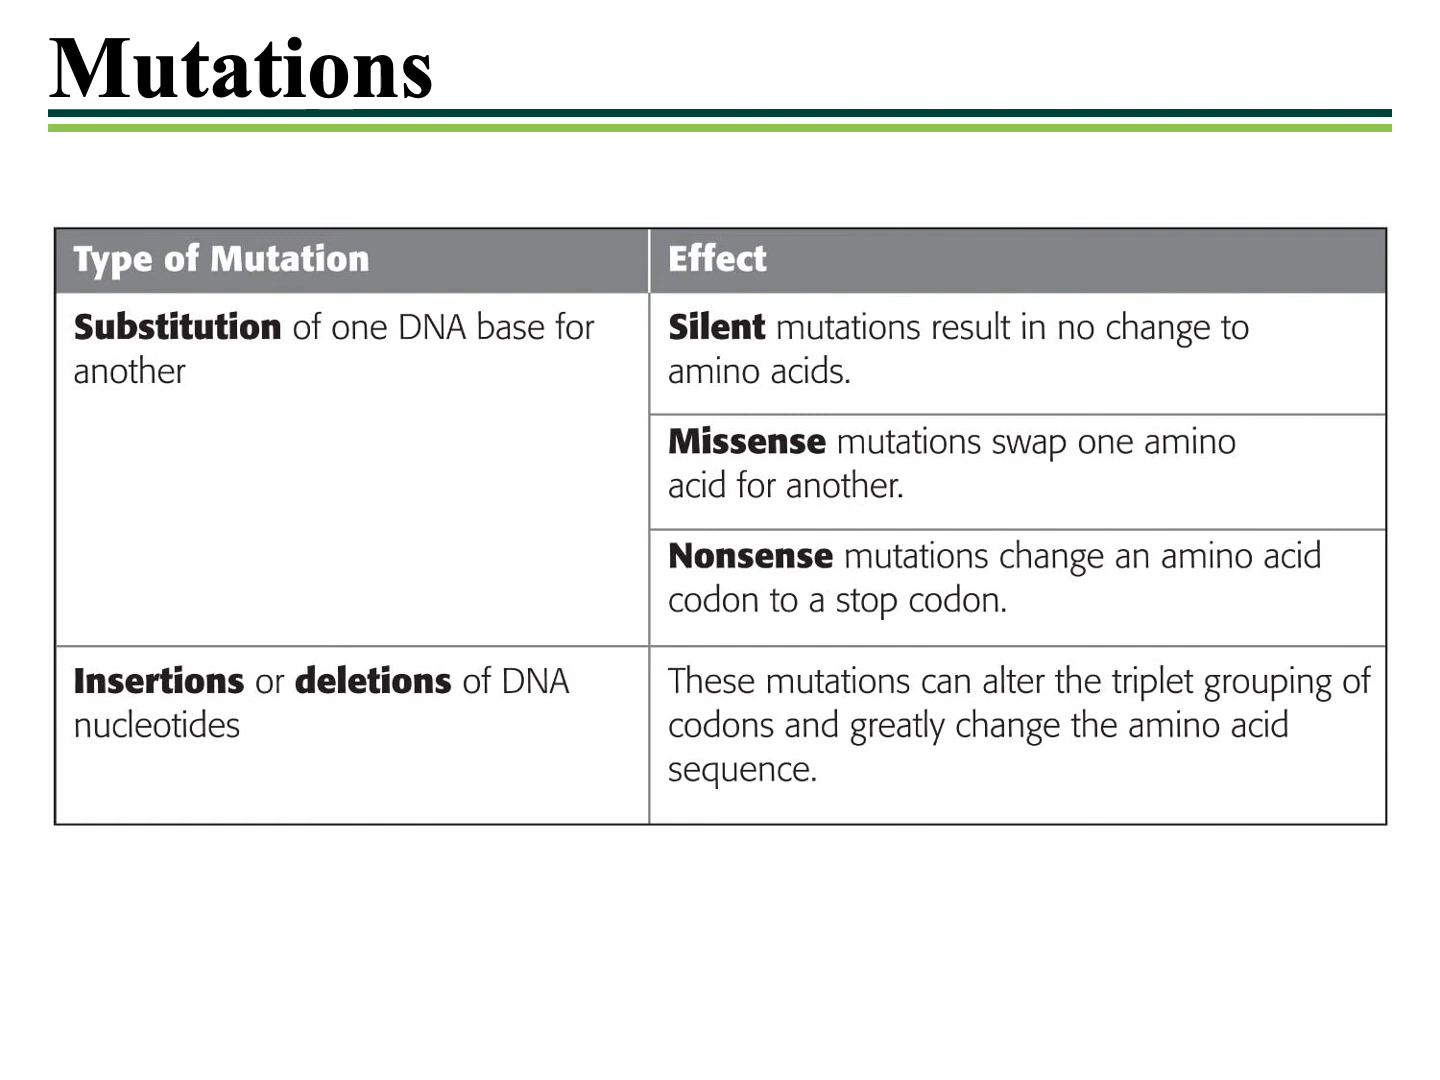 Mutations
Type of Mutation
Effect
Substitution of one DNA base for
another
Silent mutations result in no change to
amino acids.
Missense mutations swap one amino
acid for another.
Nonsense mutations change an amino acid
codon to a stop codon.
Insertions or deletions of DNA
nucleotides
These mutations can alter the triplet grouping of
codons and greatly change the amino acid
sequence.